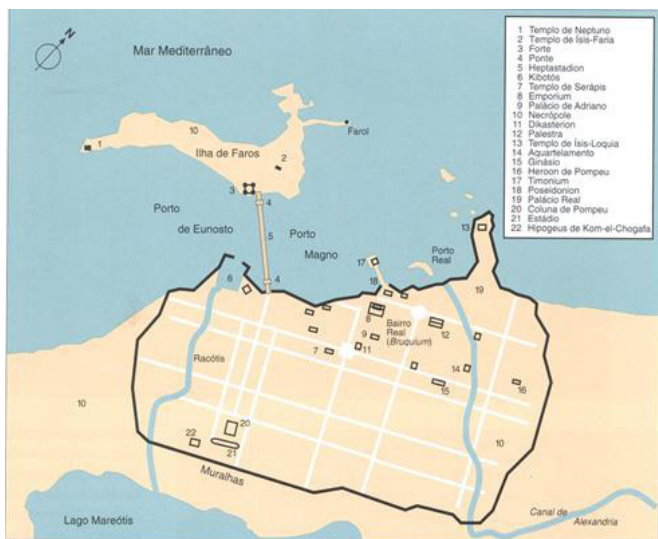 N
Mar Mediterrâneo
1 Templo de Neptuno
2 Templo de Ísis-Faria
3 Forte
4 Ponte
5 Heptastadion
6 Kibotós
7 Templo de Serápis
8 Emporium
9 Palácio de Adriano
10 Necrópole
11 Dikasterion
12 Palestra
13 Templo de Ísis-Loquia
14 Aquartelamento
15 Ginásio
16 Heroon de Pompeu
17 Timonium
18 Poseidonion
19 Palácio Real
20 Coluna de Pompeu
21 Estádio
22 Hipogeus de Kom-el-Chogafa
10
Farol
1
Ilha de Faros
2
3
4
Porto
de Eunosto
5
Porto
Magno
13
17
Porto
Real
6
4
18
19
8
Bairro
Real
(Bruquium)
12
9
7
11
Racótis
14
15
16
10
20
22
21
10
Muralhas
Lago Mareótis
Canal de
Alexandria